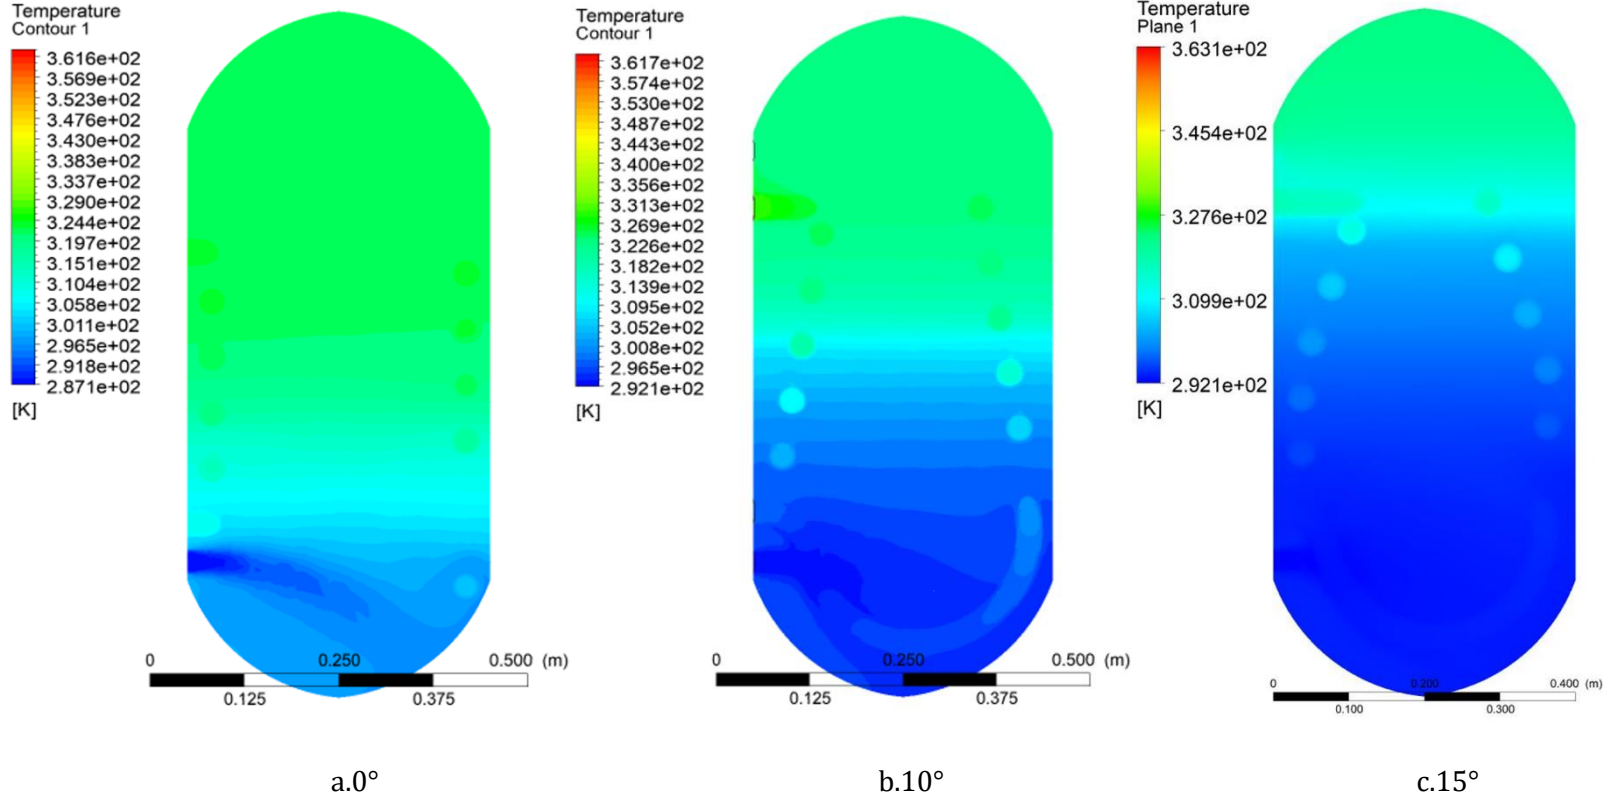 Temperature
Contour 1
3.616e+02
3.569e+02
3.523e+02
3.476e+02
3.430e+02
3.383e+02
3.337e+02
3.290e+02
3.244e+02
3.197e+02
3.151e+02
3.104e+02
3.058e+02
3.011e+02
2.965e+02
2.918e+02
2.871e+02
[K]
0 0.250 0.500 (m)
0.125 0.375
a.0°
Temperature
Contour 1
3.617e+02
3.574e+02
3.530e+02
3.487e+02
3.443e+02
3.400e+02
3.356e+02
3.313e+02
3.269e+02
3.226e+02
3.182e+02
3.139e+02
3.095e+02
3.052e+02
3.008e+02
2.965e+02
2.921e+02
[K]
0 0.250 0.500 (m)
0.125 0.375
b.10°
Temperature
Plane 1
3.631e+02
3.454e+02
3.276e+02
3.099e+02
2.921e+02
[K]
0 0.200 0.400 (m)
0.100 0.300
c.15°